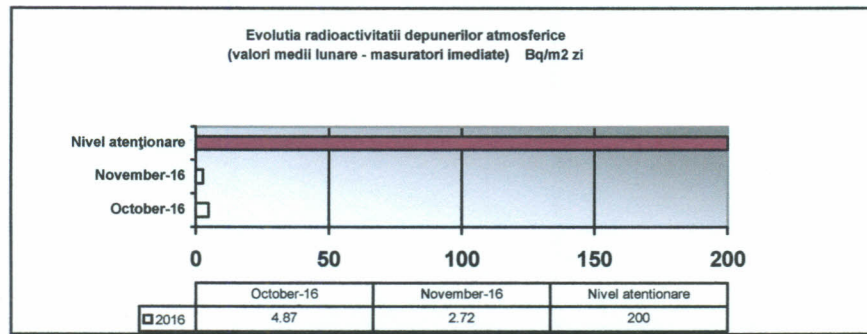 Evolutia radioactivitatii depunerilor atmosferice
(valori medii lunare - masuratori imediate) Bq/m2 zi
Nivel atenţionare
November-16
October-16
0 50 100 150 200
October-16 November-16 Nivel atentionare
2016 4.87 2.72 200